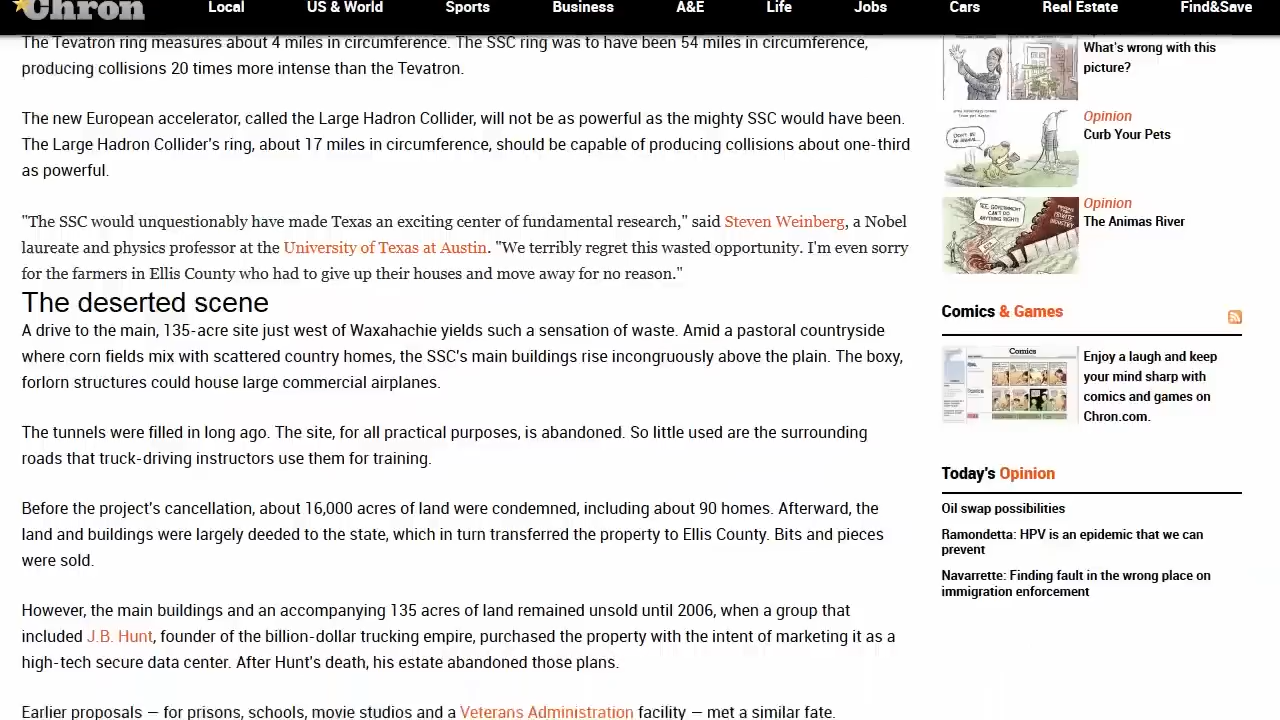 Chron
Local
US & World
Sports
Business
A&E
Life
Jobs
Cars
Real Estate
Find&Save
The Tevatron ring measures about 4 miles in circumference. The SSC ring was to have been 54 miles in circumference,
producing collisions 20 times more intense than the Tevatron.
The new European accelerator, called the Large Hadron Collider, will not be as powerful as the mighty SSC would have been.
The Large Hadron Collider's ring, about 17 miles in circumference, should be capable of producing collisions about one-third
as powerful.
"The SSC would unquestionably have made Texan an exciting center of fundamental research," said Steven Weinberg, a Nobel
laureate and physics professor at the University of Texas at Austin. "We terribly regret this wasted opportunity. I'm even sorry
for the farmers in Ellis County who had to give up their houses and move away for no reason."
The deserted scene
A drive to the main, 135-acre site just west of Waxahachie yields such a sensation of waste. Amid a pastoral countryside
where corn fields mix with scattered country homes, the SSC's main buildings rise incongruously above the plain. The boxy,
forlorn structures could house large commercial airplanes.
The tunnels were filled in long ago. The site, for all practical purposes, is abandoned. So little used are the surrounding
roads that truck-driving instructors use them for training.
Before the project's cancellation, about 16,000 acres of land were condemned, including about 90 homes. Afterward, the
land and buildings were largely deeded to the state, which in turn transferred the property to Ellis County. Bits and pieces
were sold.
However, the main buildings and an accompanying 135 acres of land remained unsold until 2006, when a group that
included J.B. Hunt, founder of the billion-dollar trucking empire, purchased the property with the intent of marketing it as a
high-tech secure data center. After Hunt's death, his estate abandoned those plans.
Earlier proposals — for prisons, schools, movie studios and a Veterans Administration facility — met a similar fate.
What's wrong with this
picture?
Opinion
Curb Your Pets
Opinion
The Animas River
Comics & Games
Comics
Enjoy a laugh and keep
your mind sharp with
comics and games on
Chron.com.
Today's Opinion
Oil swap possibilities
Ramondetta: HPV is an epidemic that we can
prevent
Navarrette: Finding fault in the wrong place on
immigration enforcement